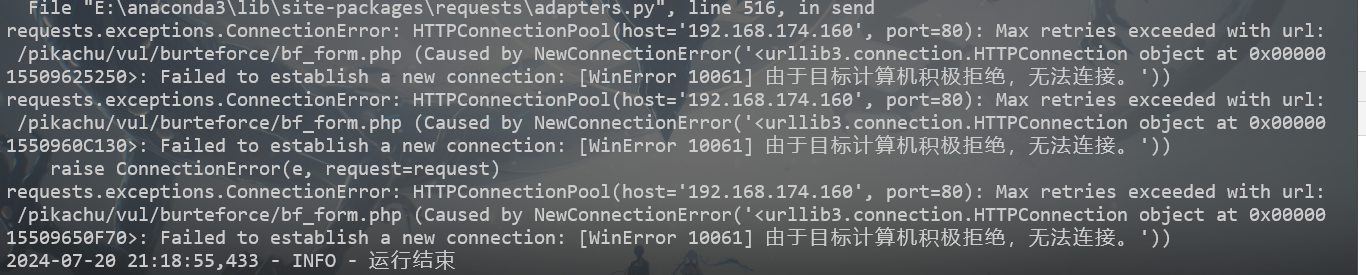 File "E:\anaconda3\lib\site-packages\requests\adapters.py", line 516, in send
requests.exceptions.ConnectionError: HTTPConnectionPool(host='192.168.174.160', port=80): Max retries exceeded with url:
/pikachu/vul/burteforce/bf_form.php (Caused by NewConnectionError('<urllib3.connection.HTTPConnection object at 0x00000
15509625250>: Failed to establish a new connection: [WinError 10061] 由于目标计算机积极拒绝，无法连接。'))
requests.exceptions.ConnectionError: HTTPConnectionPool(host='192.168.174.160', port=80): Max retries exceeded with url:
/pikachu/vul/burteforce/bf_form.php (Caused by NewConnectionError('<urllib3.connection.HTTPConnection object at 0x00000
1550960C130>: Failed to establish a new connection: [WinError 10061] 由于目标计算机积极拒绝，无法连接。'))
raise ConnectionError(e, request=request)
requests.exceptions.ConnectionError: HTTPConnectionPool(host='192.168.174.160', port=80): Max retries exceeded with url:
/pikachu/vul/burteforce/bf_form.php (Caused by NewConnectionError('<urllib3.connection.HTTPConnection object at 0x00000
15509650F70>: Failed to establish a new connection: [WinError 10061] 由于目标计算机积极拒绝，无法连接。'))
2024-07-20 21:18:55,433 - INFO - 运行结束